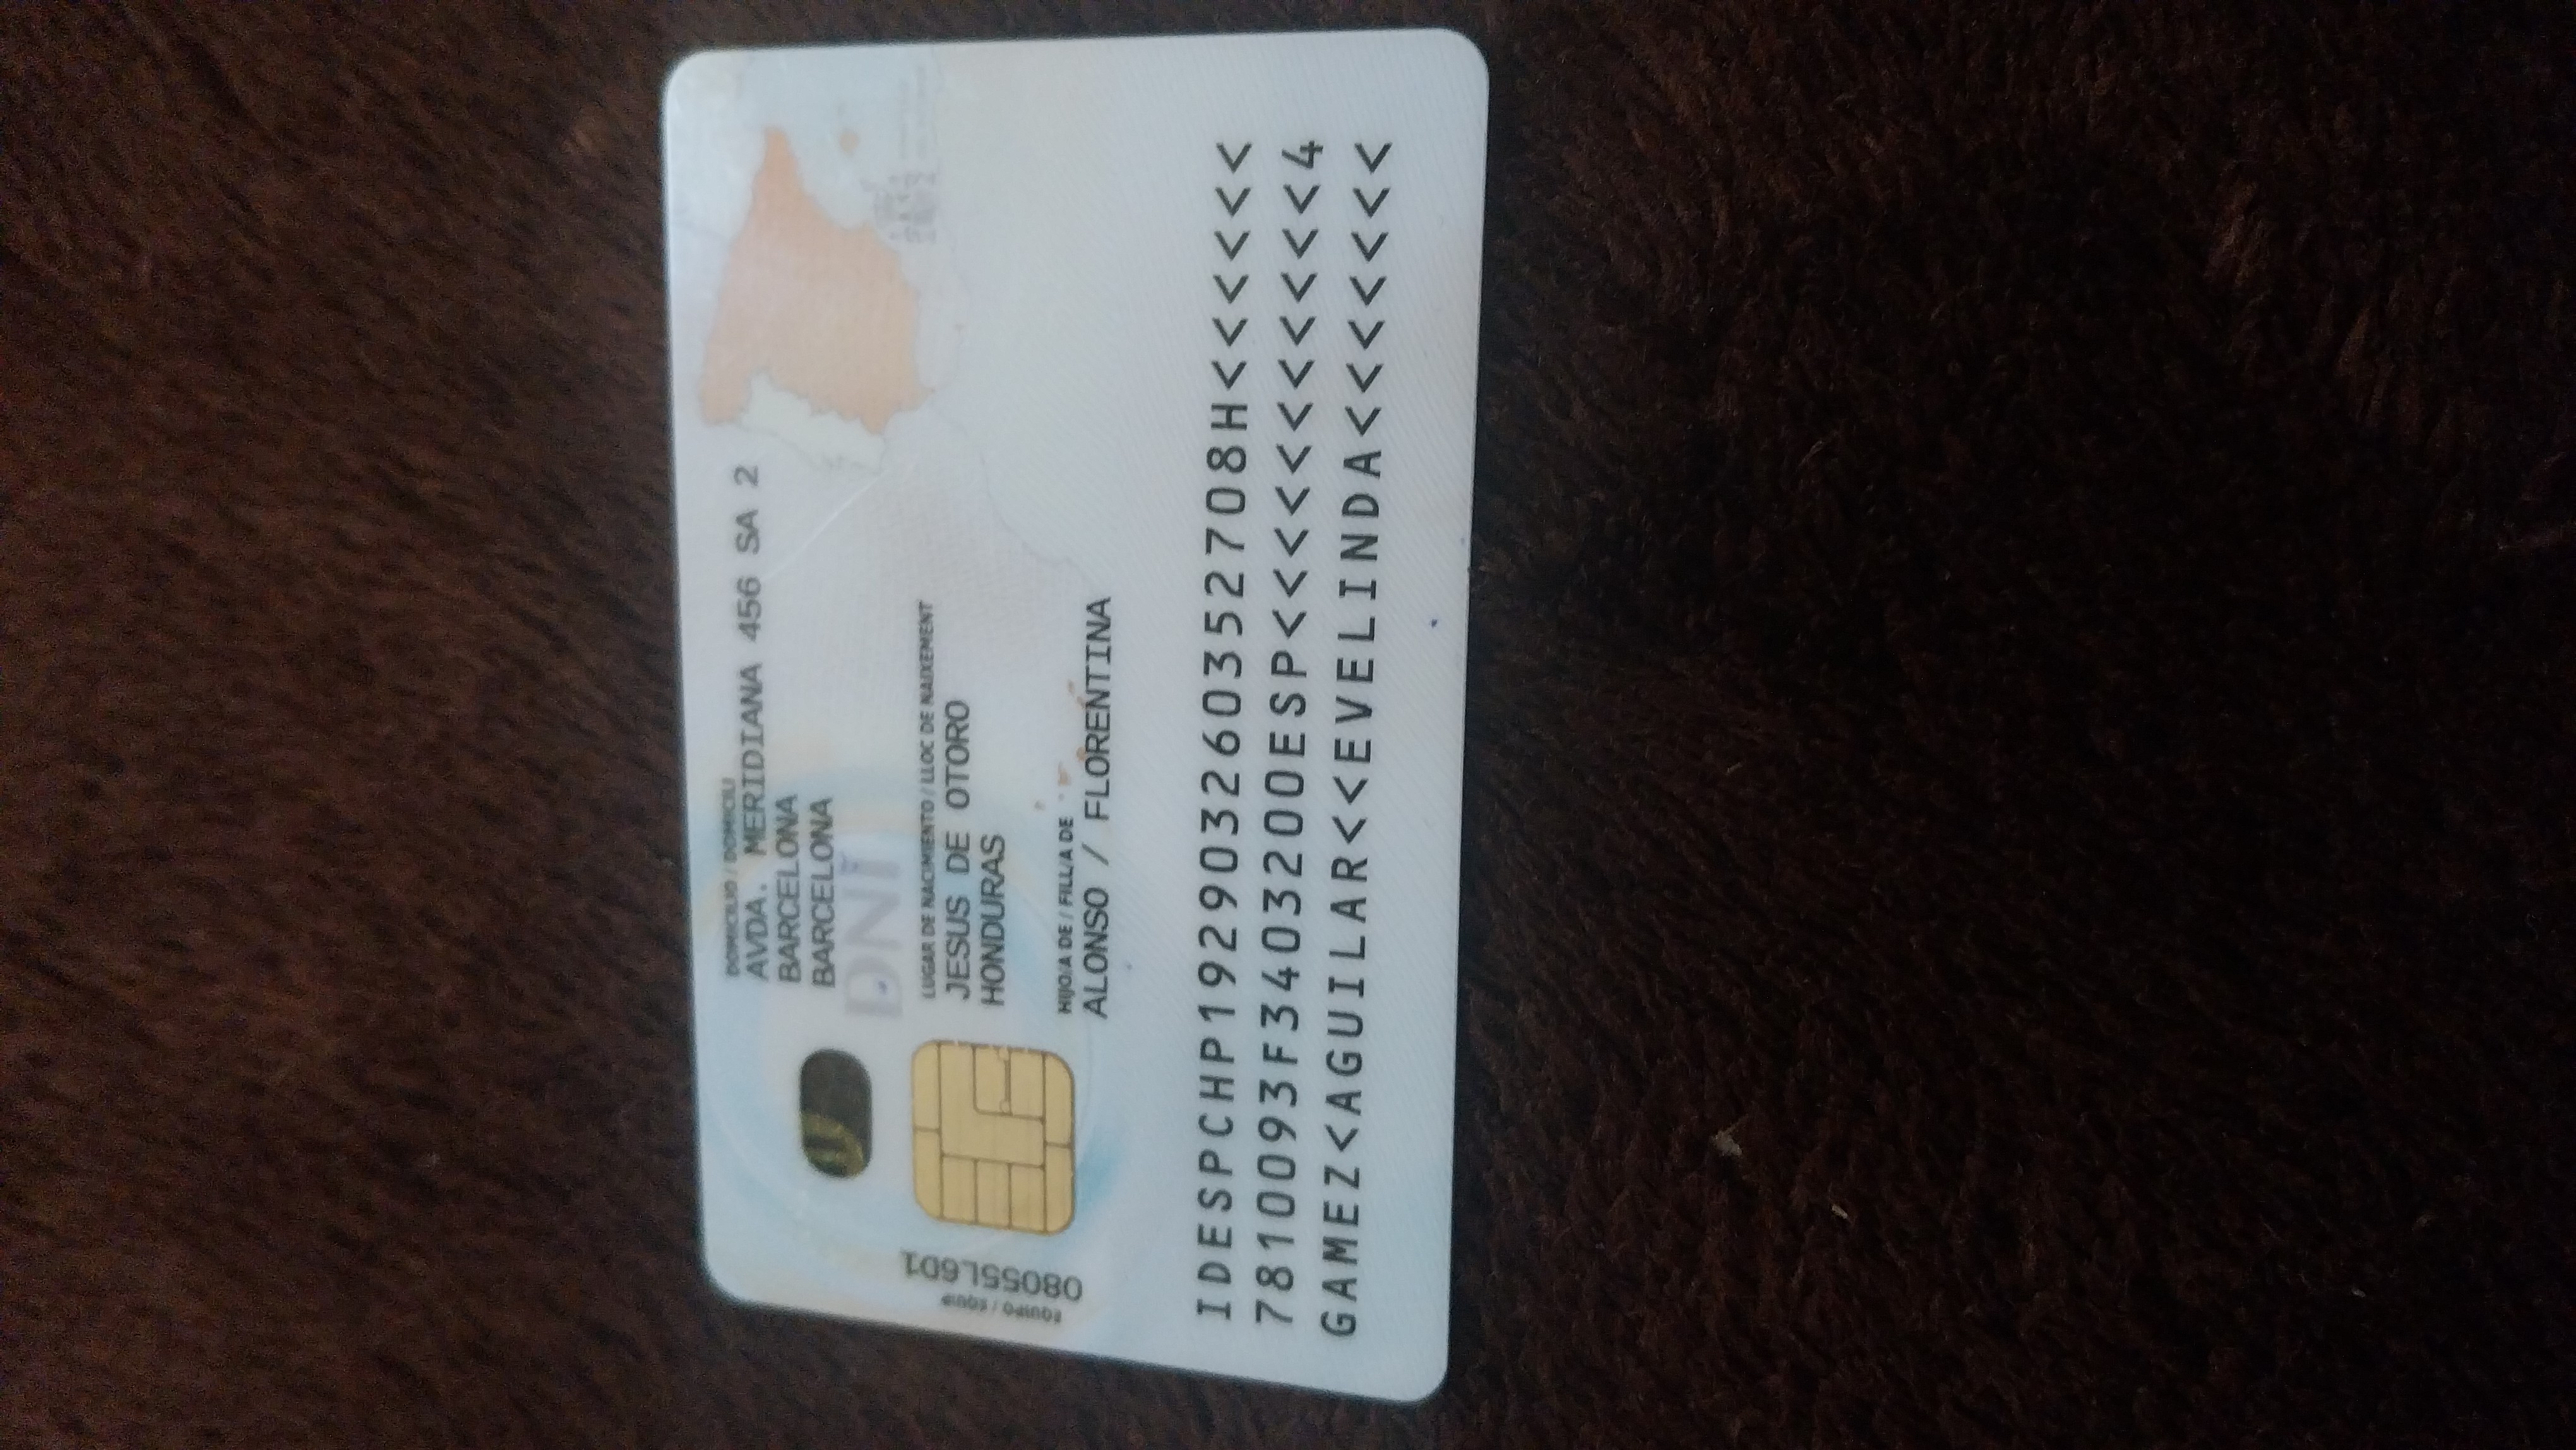 DOMICILIO / DOMICILI
AVDA. MERIDIANA 456 SA 2
BARCELONA
BARCELONA
DNI
LUGAR DE NACIMIENTO / LLOC DE NAIXEMENT
JESUS DE OTORO
HONDURAS
HIJO/A DE / FILL/A DE
ALONSO / FLORENTINA
EQUIPO / EQUIP
08055L6D1
IDESPCHP192903260352708H<<<<<<
7810093F3403200ESP<<<<<<<<<<<<4
GAMEZ<AGUILAR<<EVELINDA<<<<<<<